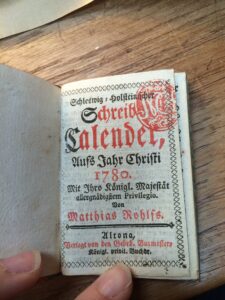 Schleswig-Holsteinischer
Schreib
Calender,
Aufs Jahr Christi
1780.
Mit Ihro Königl. Majestät
allergnädigstem Privilegio.
Von
Matthias Rohlfs.
Altona,
Verlegt von den Gebrd. Burmestern
Königl. privil. Buchdr.